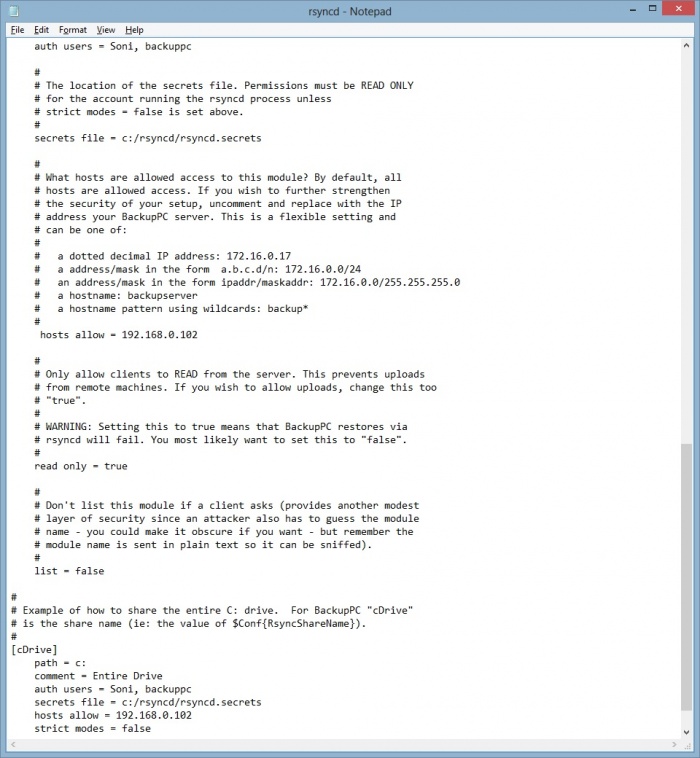 rsyncd - Notepad
File Edit Format View Help
auth users = Soni, backuppc
#
# The location of the secrets file. Permissions must be READ ONLY
# for the account running the rsyncd process unless
# strict modes = false is set above.
#
secrets file = c:/rsyncd/rsyncd.secrets
#
# What hosts are allowed access to this module? By default, all
# hosts are allowed access. If you wish to further strengthen
# the security of your setup, uncomment and replace with the IP
# address your BackupPC server. This is a flexible setting and
# can be one of:
#
#   a dotted decimal IP address: 172.16.0.17
#   a address/mask in the form  a.b.c.d/n: 172.16.0.0/24
#   an address/mask in the form ipaddr/maskaddr: 172.16.0.0/255.255.255.0
#   a hostname: backupserver
#   a hostname pattern using wildcards: backup*
#
hosts allow = 192.168.0.102
#
# Only allow clients to READ from the server. This prevents uploads
# from remote machines. If you wish to allow uploads, change this too
# "true".
#
# WARNING: Setting this to true means that BackupPC restores via
# rsyncd will fail. You most likely want to set this to "false".
#
read only = true
#
# Don't list this module if a client asks (provides another modest
# layer of security since an attacker also has to guess the module
# name - you could make it obscure if you want - but remember the
# module name is sent in plain text so it can be sniffed).
#
list = false
#
# Example of how to share the entire C: drive.  For BackupPC "cDrive"
# is the share name (ie: the value of $Conf{RsyncShareName}).
#
[cDrive]
path = c:
comment = Entire Drive
auth users = Soni, backuppc
secrets file = c:/rsyncd/rsyncd.secrets
hosts allow = 192.168.0.102
strict modes = false